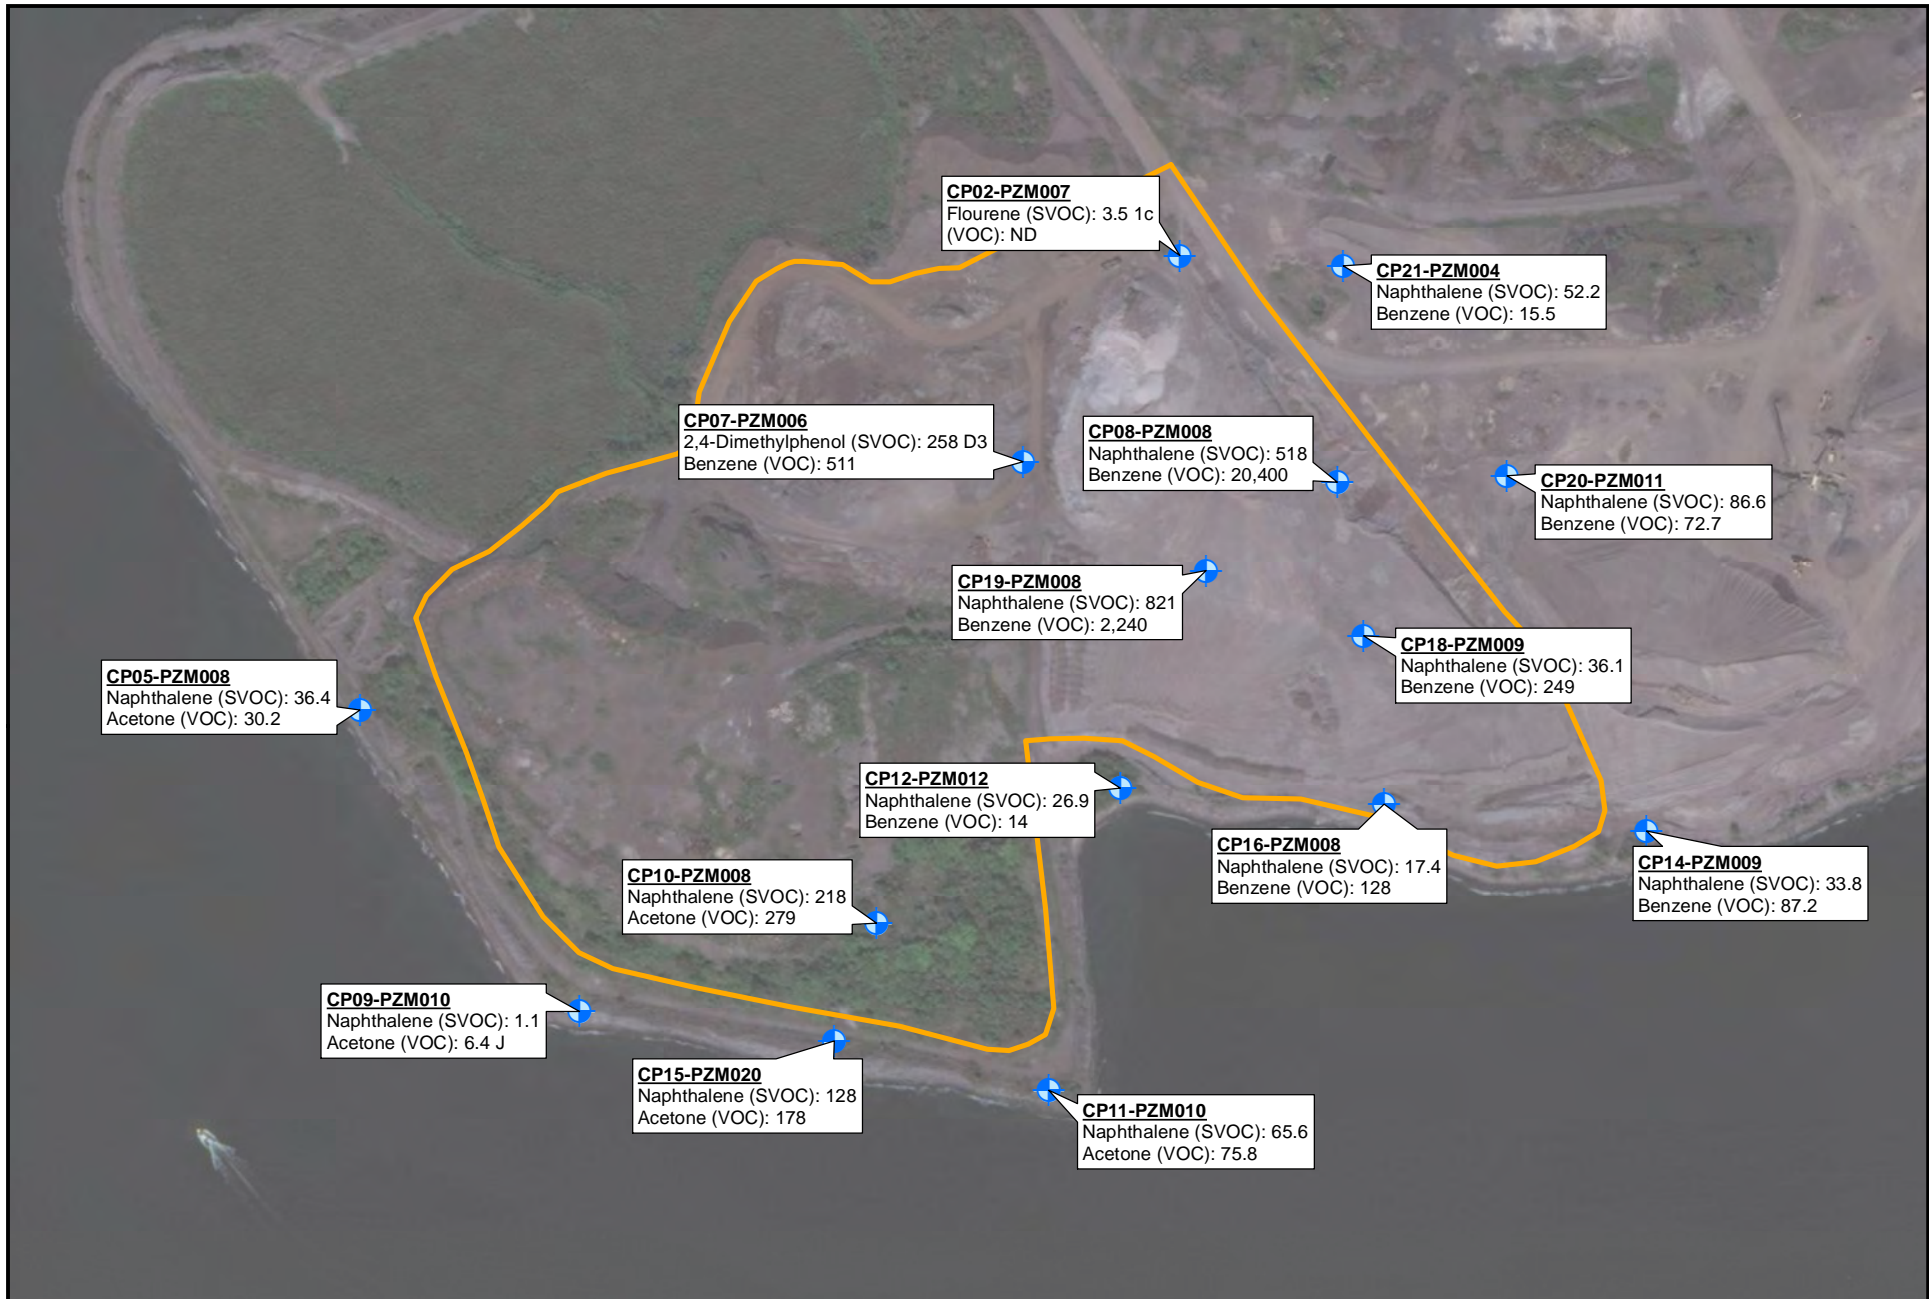 CP02-PZM007
Flourene (SVOC): 3.5 1c
(VOC): ND
CP21-PZM004
Naphthalene (SVOC): 52.2
Benzene (VOC): 15.5
CP07-PZM006
2,4-Dimethylphenol (SVOC): 258 D3
Benzene (VOC): 511
CP08-PZM008
Naphthalene (SVOC): 518
Benzene (VOC): 20,400
CP20-PZM011
Naphthalene (SVOC): 86.6
Benzene (VOC): 72.7
CP19-PZM008
Naphthalene (SVOC): 821
Benzene (VOC): 2,240
CP18-PZM009
Naphthalene (SVOC): 36.1
Benzene (VOC): 249
CP05-PZM008
Naphthalene (SVOC): 36.4
Acetone (VOC): 30.2
CP12-PZM012
Naphthalene (SVOC): 26.9
Benzene (VOC): 14
CP16-PZM008
Naphthalene (SVOC): 17.4
Benzene (VOC): 128
CP14-PZM009
Naphthalene (SVOC): 33.8
Benzene (VOC): 87.2
CP10-PZM008
Naphthalene (SVOC): 218
Acetone (VOC): 279
CP09-PZM010
Naphthalene (SVOC): 1.1
Acetone (VOC): 6.4 J
CP15-PZM020
Naphthalene (SVOC): 128
Acetone (VOC): 178
CP11-PZM010
Naphthalene (SVOC): 65.6
Acetone (VOC): 75.8